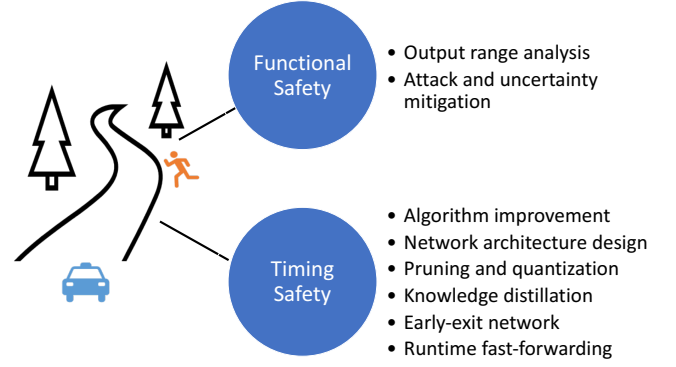 Functional
Safety
• Output range analysis
• Attack and uncertainty
mitigation
Timing
Safety
• Algorithm improvement
• Network architecture design
• Pruning and quantization
• Knowledge distillation
• Early-exit network
• Runtime fast-forwarding